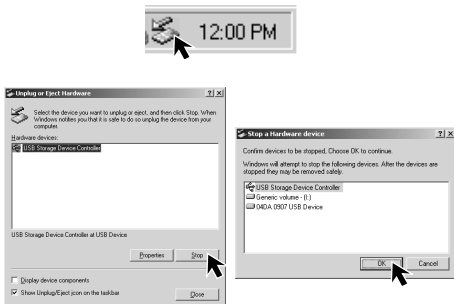 12:00 PM
Unplug or Eject Hardware
Select the device you want to unplug or eject, and then click Stop. When
Windows notifies you that it is safe to do so unplug the device from your
computer.
Hardware devices:
USB Storage Device Controller
USB Storage Device Controller at USB Device
Properties
Stop
Display device components
Show Unplug/Eject icon on the taskbar
Close
Stop a Hardware device
Confirm devices to be stopped, Choose OK to continue.
Windows will attempt to stop the following devices. After the devices are
stopped they may be removed safely.
USB Storage Device Controller
Generic volume - (I:)
04DA 0907 USB Device
OK
Cancel